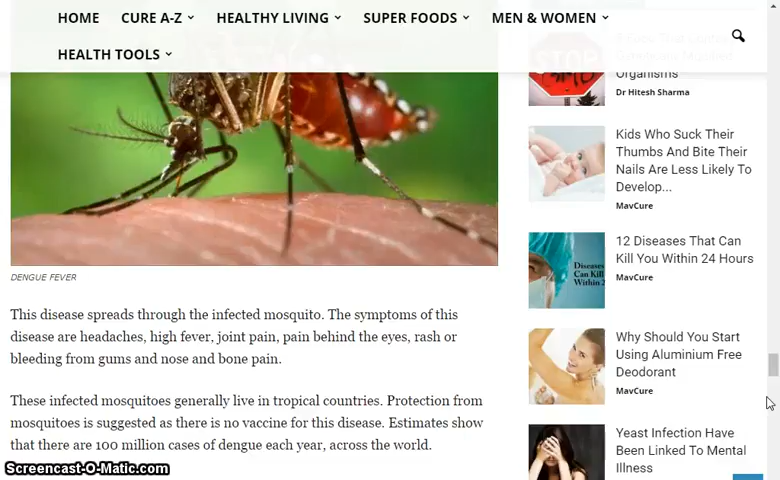 HOME CURE A-Z HEALTHY LIVING SUPER FOODS MEN & WOMEN
HEALTH TOOLS
DENGUE FEVER
This disease spreads through the infected mosquito. The symptoms of this
disease are headaches, high fever, joint pain, pain behind the eyes, rash or
bleeding from gums and nose and bone pain.
These infected mosquitoes generally live in tropical countries. Protection from
mosquitoes is suggested as there is no vaccine for this disease. Estimates show
that there are 100 million cases of dengue each year, across the world.
STOP
Organisms
Dr Hitesh Sharma
Kids Who Suck Their
Thumbs And Bite Their
Nails Are Less Likely To
Develop...
MavCure
Diseases
Can Kill
Within 2
12 Diseases That Can
Kill You Within 24 Hours
MavCure
Why Should You Start
Using Aluminium Free
Deodorant
MavCure
Yeast Infection Have
Been Linked To Mental
Illness
Screencast-O-Matic.com